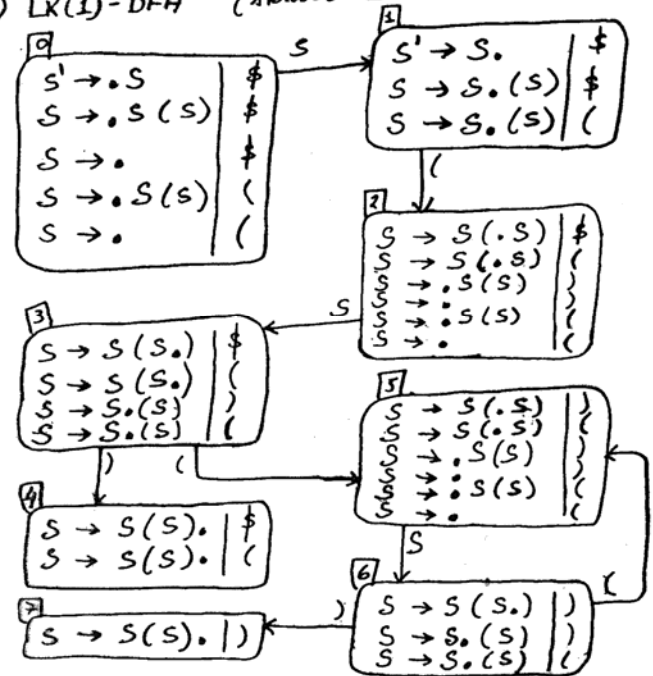 ) LR(1)-DFA (
0
S' → .S | $
S → .S(S) | $
S → . | $
S → .S(S) | (
S → . | (
S
1
S' → S. | $
S → S.(S) | $
S → S.(S) | (
(
2
S → S(.S) | $
S → S(.S) | (
S → .S(S) | )
S → . | )
S → .S(S) | (
S → . | (
S
3
S → S(S.) | $
S → S(S.) | (
S → S.(S) | )
S → S.(S) | (
) (
4
S → S(S). | $
S → S(S). | (
5
S → S(.S) | )
S → S(.S) | (
S → .S(S) | )
S → . | )
S → .S(S) | (
S → . | (
S
6
S → S(S.) | )
S → S.(S) | )
S → S.(S) | (
(
)
7
S → S(S). | )